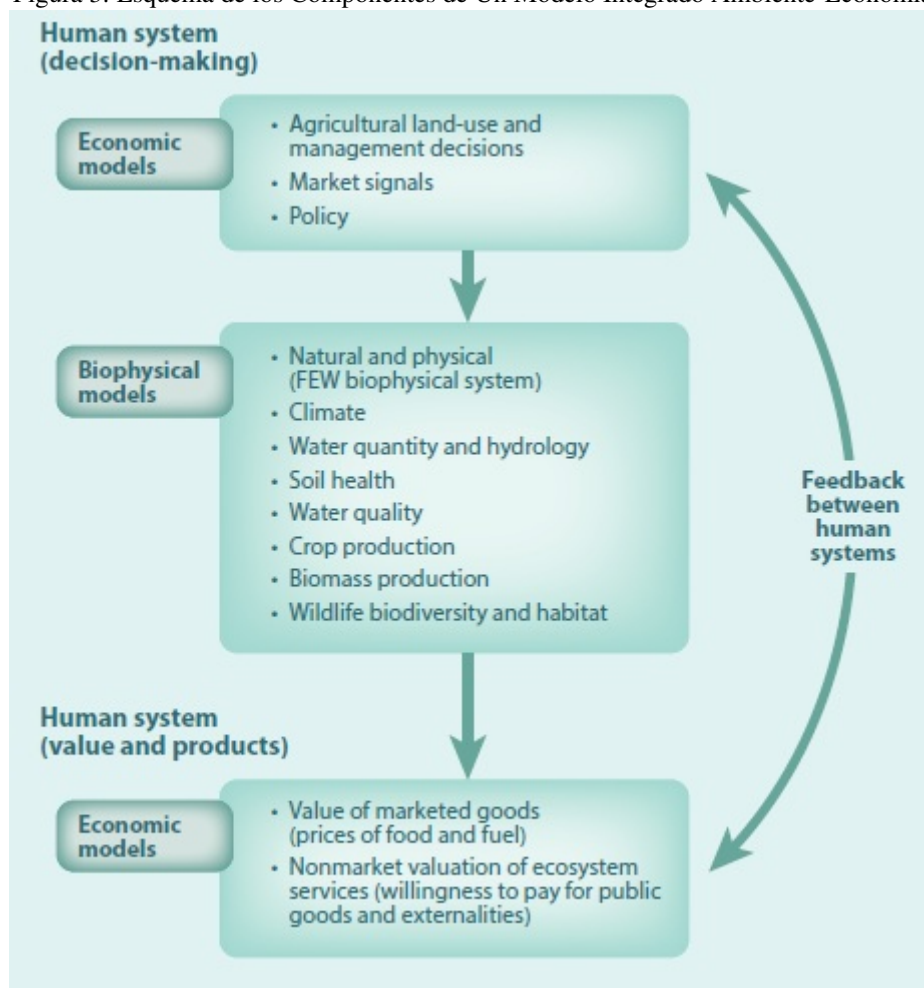 Figura 3. Esquema de los Componentes de Un Modelo Integrado Ambiente-Economía
Human system
(decision-making)
Economic
models
• Agricultural land-use and
management decisions
• Market signals
• Policy
Biophysical
models
• Natural and physical
(FEW biophysical system)
• Climate
• Water quantity and hydrology
• Soil health
• Water quality
• Crop production
• Biomass production
• Wildlife biodiversity and habitat
Feedback
between
human
systems
Human system
(value and products)
Economic
models
• Value of marketed goods
(prices of food and fuel)
• Nonmarket valuation of ecosystem
services (willingness to pay for public
goods and externalities)